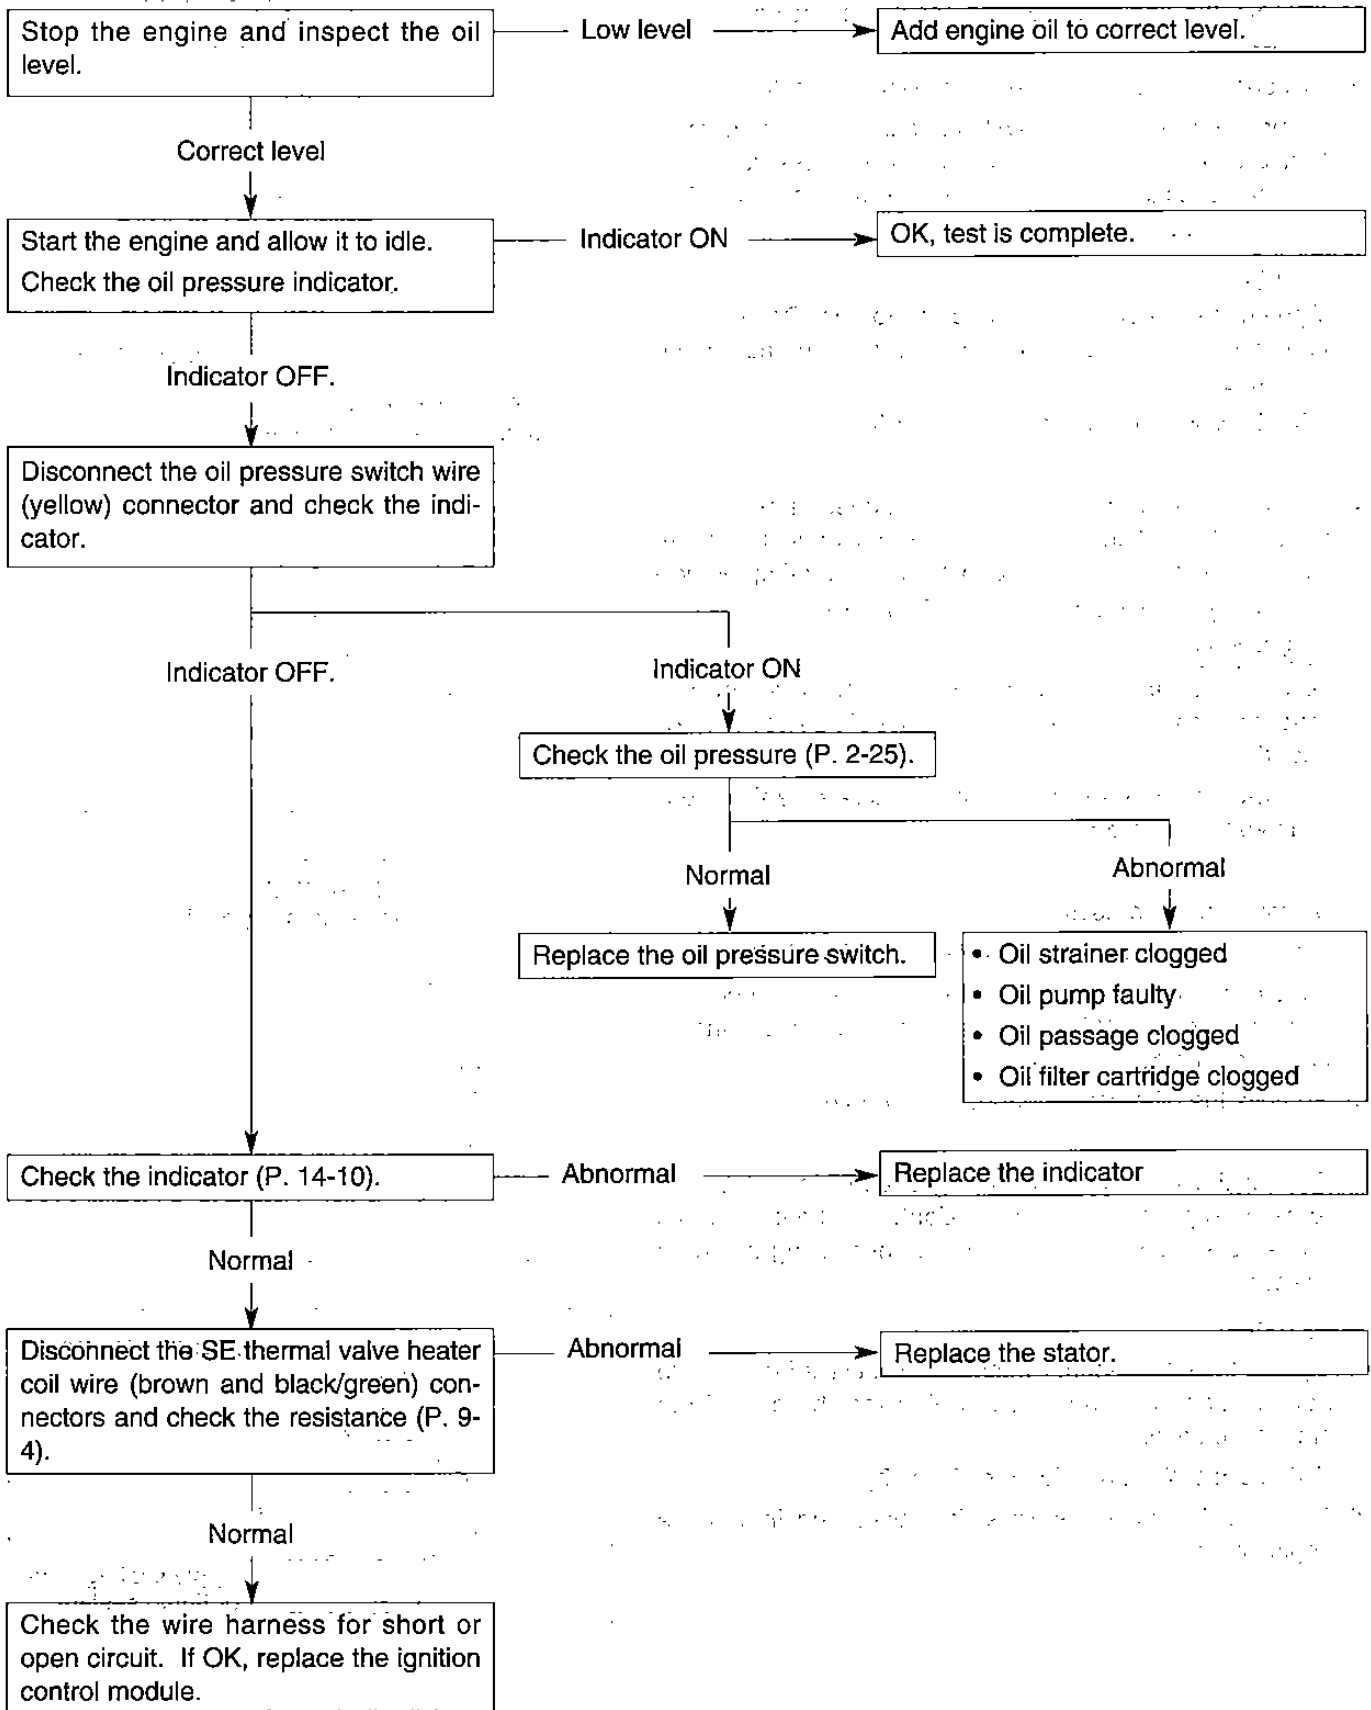 Stop the engine and inspect the oil
level.
Low level
Add engine oil to correct level.
Correct level
Start the engine and allow it to idle.
Check the oil pressure indicator.
Indicator ON
OK, test is complete.
Indicator OFF.
Disconnect the oil pressure switch wire
(yellow) connector and check the indi-
cator.
Indicator OFF.
Indicator ON
Check the oil pressure (P. 2-25).
Normal
Abnormal
Replace the oil pressure switch.
• Oil strainer clogged
• Oil pump faulty
• Oil passage clogged
• Oil filter cartridge clogged
Check the indicator (P. 14-10).
Abnormal
Replace the indicator
Normal
Disconnect the SE thermal valve heater
coil wire (brown and black/green) con-
nectors and check the resistance (P. 9-
4).
Abnormal
Replace the stator.
Normal
Check the wire harness for short or
open circuit. If OK, replace the ignition
control module.